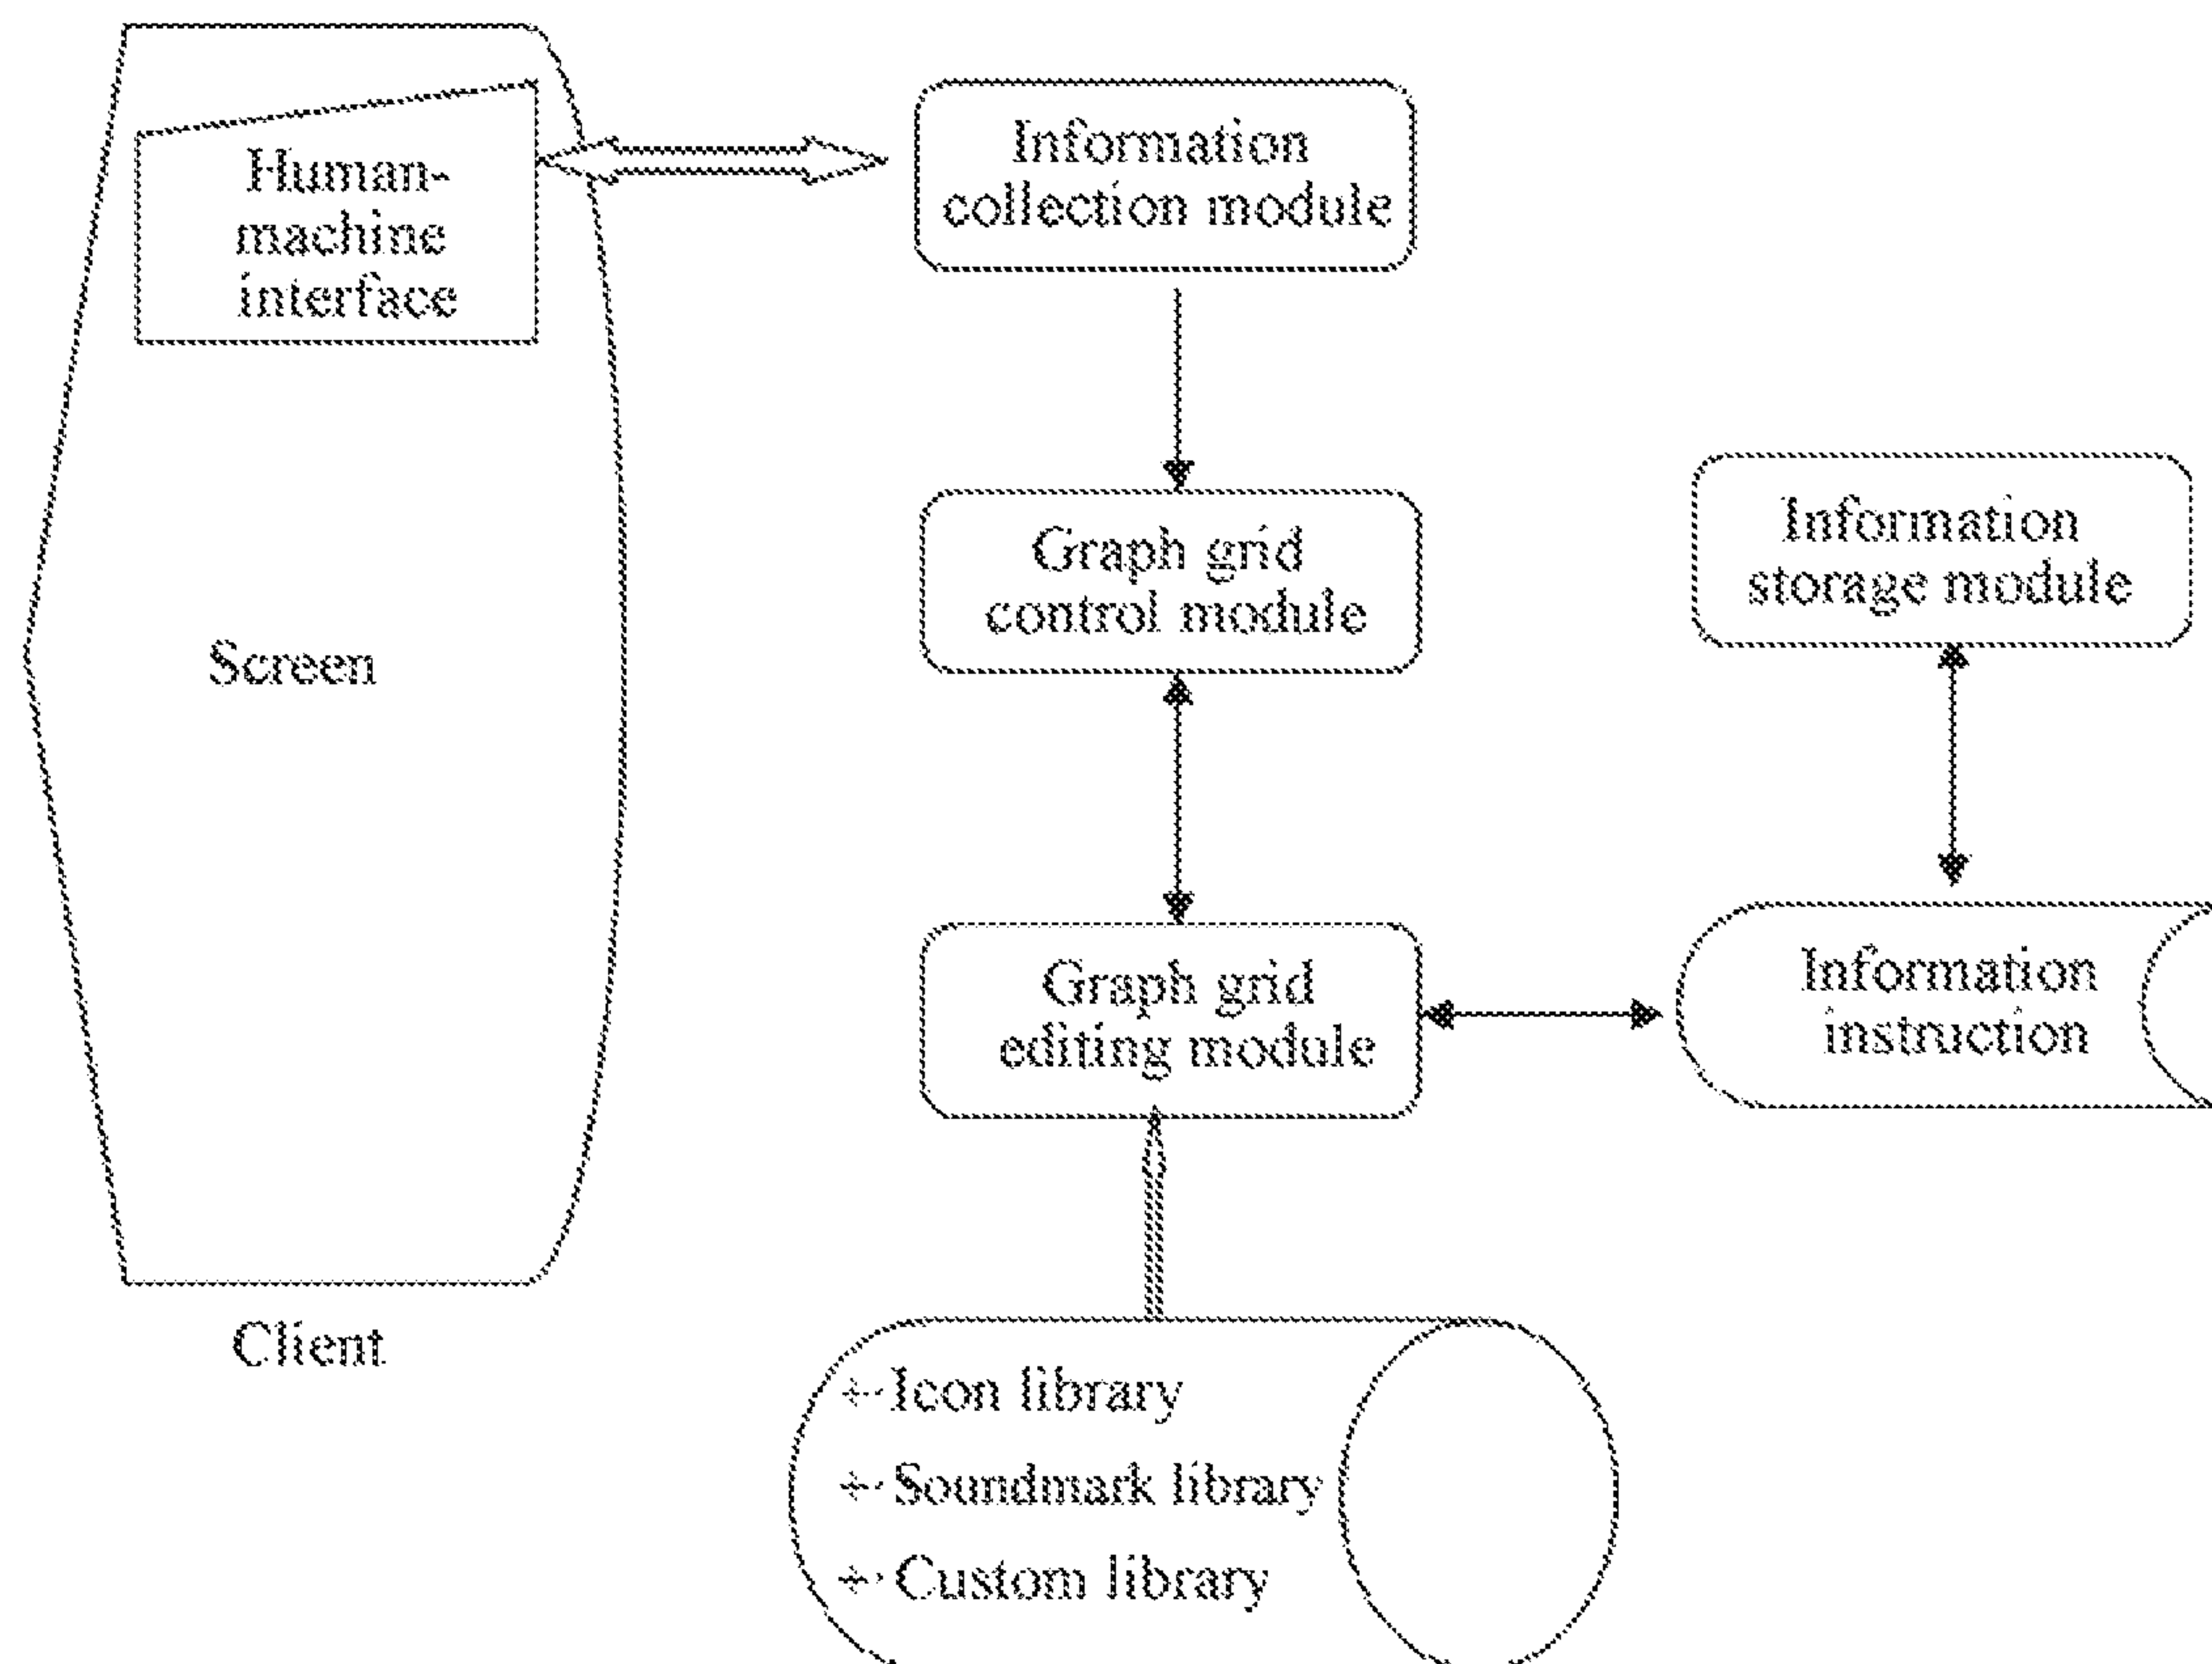 Human-
machine
interface
Screen
Client
Information
collection module
Graph grid
control module
Graph grid
editing module
Information
storage module
Information
instruction
+ Icon library
+ Soundmark library
+ Custom library